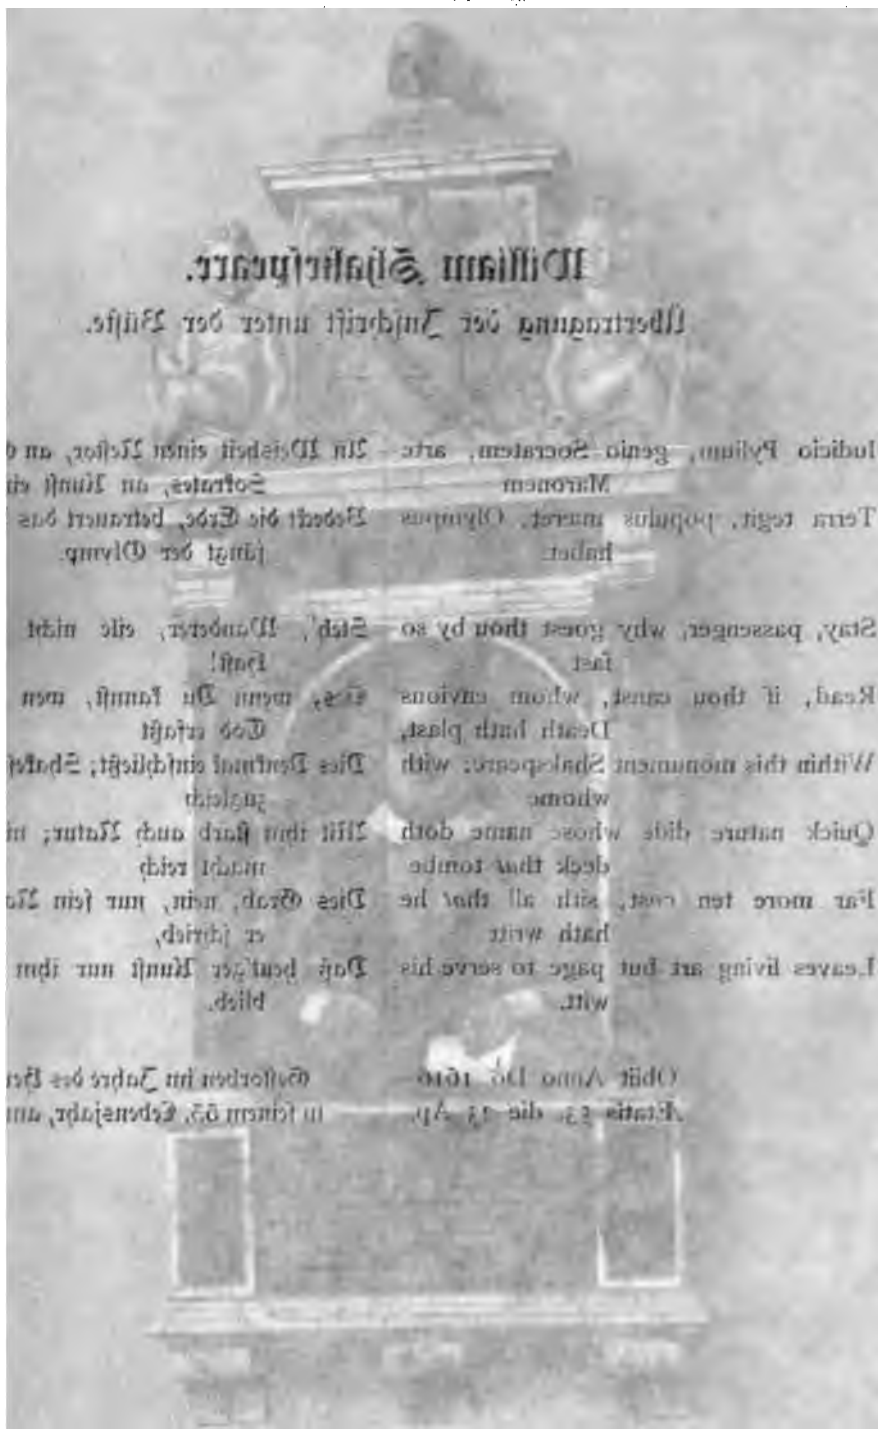 William Shakespeare.
Übertragung der Inschrift unter der Büste.
Iudicio Pylium, genio Socratem, arte
Maronem
Terra tegit, populus maeret, Olympus
habet.
Stay, passenger, why goest thou by so
fast
Read, if thou canst, whom envious
Death hath plast,
Within this monument Shakspeare: with
whome
Quick nature dide whose name doth
deck that tombe
Far more ten cost, sith all that he
hath writt
Leaves living art but page to serve his
witt.
Obiit Anno Do 1616
Ætatis 53. die 23 Ap.
An Weisheit einen Nestor, an
Sokrates, an Kunst
Bedeckt die Erde, betrauert das
fängt der Olymp.
Steh', Wanderer, eile nicht
Hast!
Lies, wenn Du kannst, wen
Tod erfaßt
Dies Denkmal einschließt; Shakes
zugleich
Mit ihm starb auch Natur;
macht reich
Dies Grab, nein, nur sein
er schrieb,
Daß heut'ger Kunst nur ihm
blieb.
Gestorben im Jahre des
in seinem 53. Lebensjahr, am